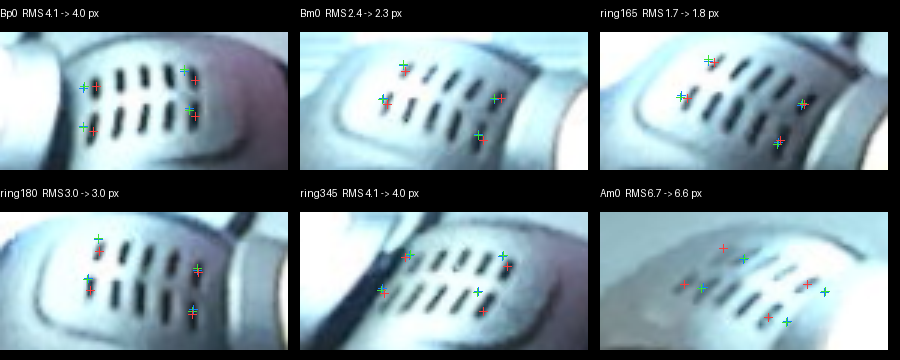 Bp0 RMS 4.1 -> 4.0 px
Bm0 RMS 2.4 -> 2.3 px
ring165 RMS 1.7 -> 1.8 px
ring180 RMS 3.0 -> 3.0 px
ring345 RMS 4.1 -> 4.0 px
Am0 RMS 6.7 -> 6.6 px